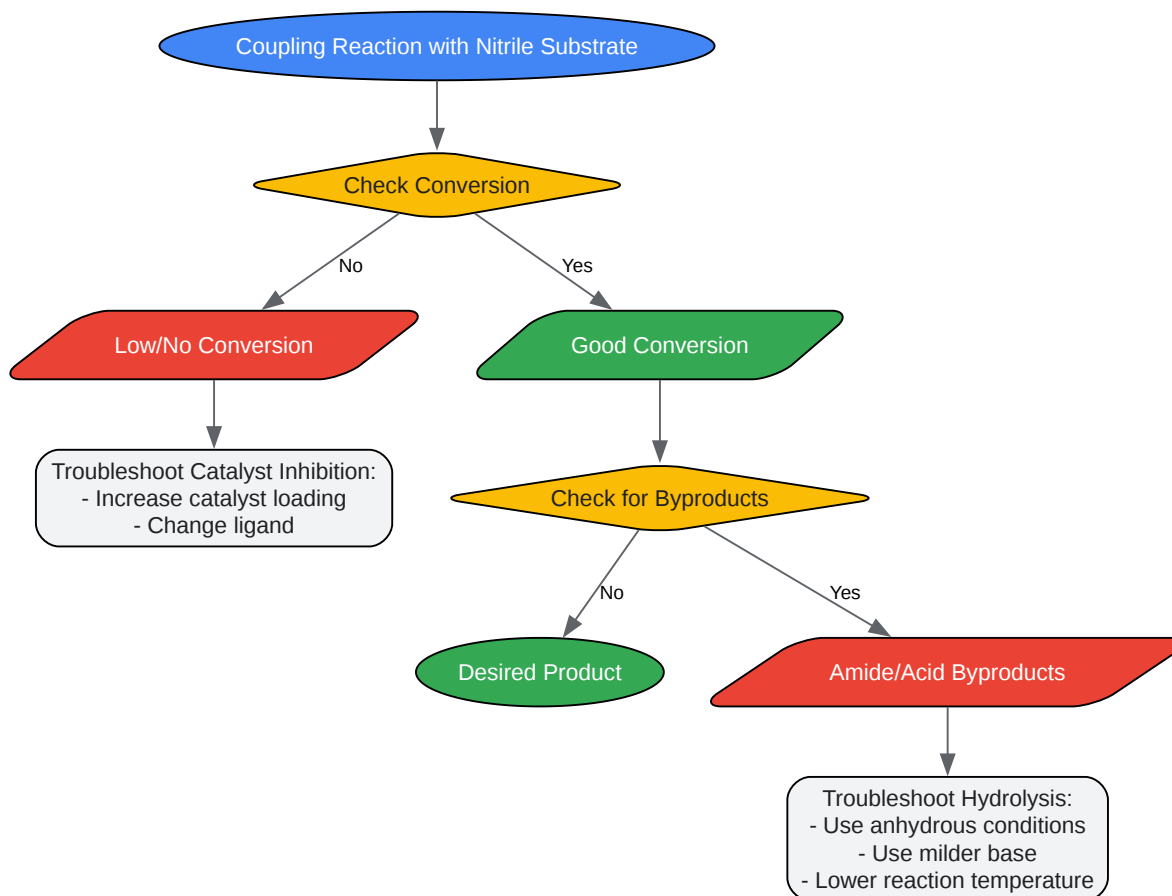 Coupling Reaction with Nitrile Substrate
Check Conversion
No
Yes
Low/No Conversion
Good Conversion
Troubleshoot Catalyst Inhibition:
- Increase catalyst loading
- Change ligand
Check for Byproducts
No
Yes
Desired Product
Amide/Acid Byproducts
Troubleshoot Hydrolysis:
- Use anhydrous conditions
- Use milder base
- Lower reaction temperature